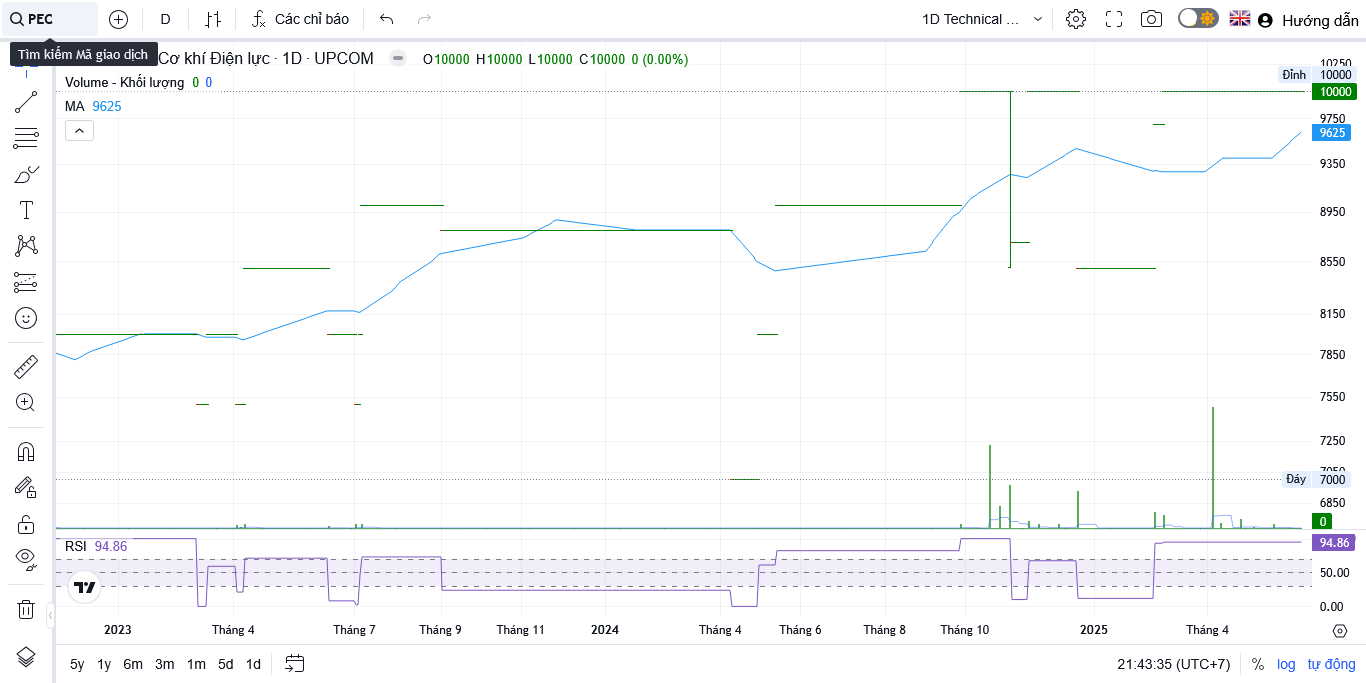 PEC
D
Các chỉ báo
1D Technical ...
Hướng dẫn
Tìm kiếm Mã giao dịch
Cơ khí Điện lực · 1D · UPCOM
O10000 H10000 L10000 C10000 0 (0.00%)
Volume - Khối lượng 0 0
MA 9625
10250
Đỉnh 10000
10000
9750
9625
9350
8950
8550
8150
7850
7550
7250
7050
Đáy 7000
6850
0
RSI 94.86
94.86
50.00
0.00
2023 Tháng 4 Tháng 7 Tháng 9 Tháng 11 2024 Tháng 4 Tháng 6 Tháng 8 Tháng 10 2025 Tháng 4
5y 1y 6m 3m 1m 5d 1d
21:43:35 (UTC+7) % log tự động